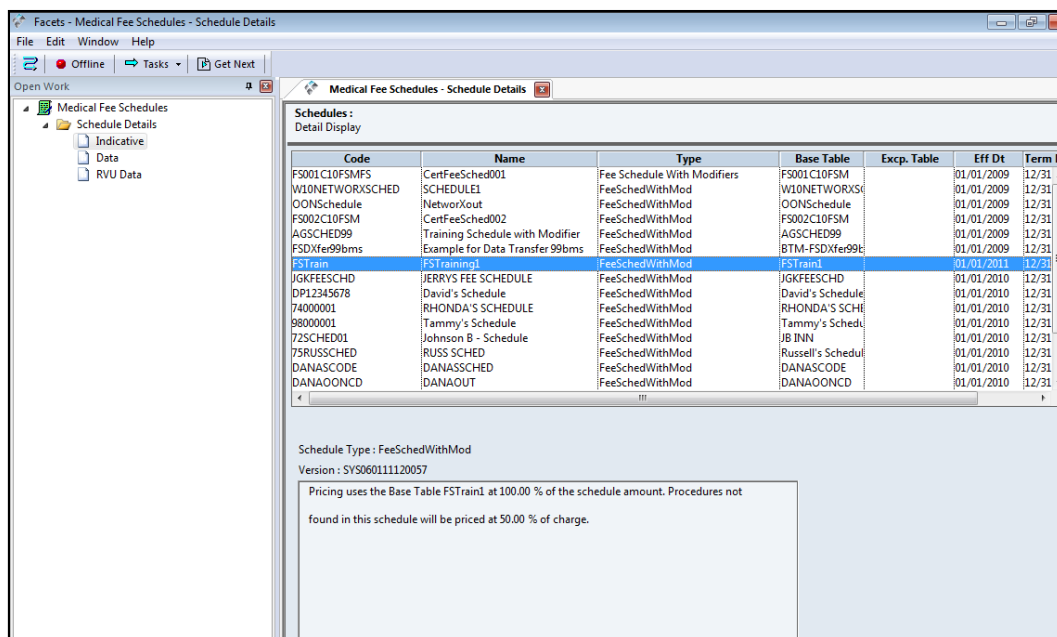 Facets - Medical Fee Schedules - Schedule Details
File Edit Window Help
Offline Tasks Get Next
Open Work
Medical Fee Schedules
Schedule Details
Indicative
Data
RVU Data
Medical Fee Schedules - Schedule Details
Schedules :
Detail Display
Code Name Type Base Table Excp. Table Eff Dt Term
FS001C10FSMFS CertFeeSched001 Fee Schedule With Modifiers FS001C10FSM 01/01/2009 12/31
W10NETWORXSCHED SCHEDULE1 FeeSchedWithMod W10NETWORXS 01/01/2009 12/31
OONSchedule NetworXout FeeSchedWithMod OONSchedule 01/01/2009 12/31
FS002C10FSM CertFeeSched002 FeeSchedWithMod FS002C10FSM 01/01/2009 12/31
AGSCHED99 Training Schedule with Modifier FeeSchedWithMod AGSCHED99 01/01/2009 12/31
FSDXfer99bms Example for Data Transfer 99bms FeeSchedWithMod BTM-FSDXfer99b 01/01/2009 12/31
FSTrain FSTraining1 FeeSchedWithMod FSTrain1 01/01/2011 12/31
JGKFEESCHD JERRYS FEE SCHEDULE FeeSchedWithMod JGKFEESCHD 01/01/2010 12/31
DP12345678 David's Schedule FeeSchedWithMod David's Schedule 01/01/2010 12/31
74000001 RHONDA'S SCHEDULE FeeSchedWithMod RHONDA'S SCHE 01/01/2010 12/31
98000001 Tammy's Schedule FeeSchedWithMod Tammy's Schedu 01/01/2010 12/31
72SCHED01 Johnson B - Schedule FeeSchedWithMod JB INN 01/01/2010 12/31
75RUSSCHED RUSS SCHED FeeSchedWithMod Russell's Schedul 01/01/2010 12/31
DANASCODE DANASSCHED FeeSchedWithMod DANASCODE 01/01/2010 12/31
DANAOONCD DANAOUT FeeSchedWithMod DANAOONCD 01/01/2010 12/31
Schedule Type : FeeSchedWithMod
Version : SYS060111120057
Pricing uses the Base Table FSTrain1 at 100.00 % of the schedule amount. Procedures not
found in this schedule will be priced at 50.00 % of charge.